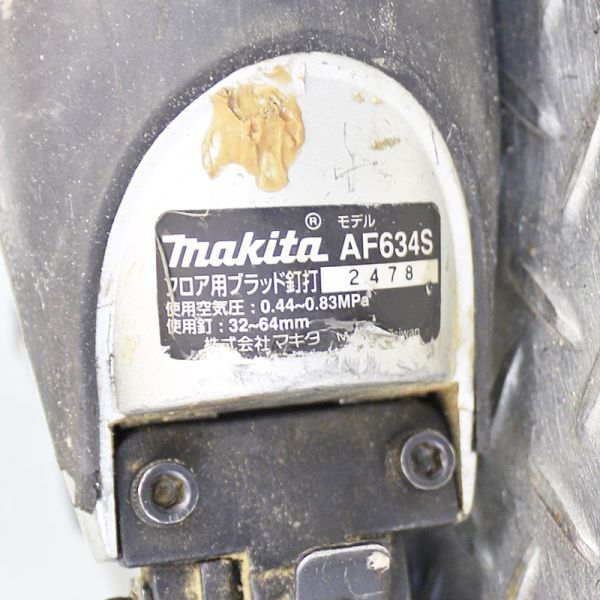 ® モデル
makita AF634S
フロア用ブラッド釘打 2478
使用空気圧：0.44~0.83MPa
使用釘：32~64mm
株式会社マキタ Taiwan